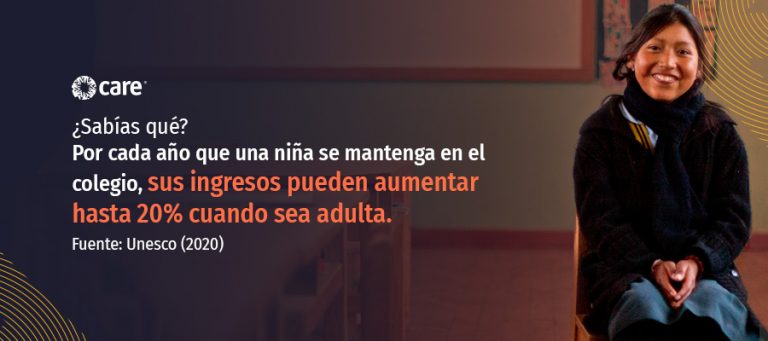 care
¿Sabías qué?
Por cada año que una niña se mantenga en el
colegio, sus ingresos pueden aumentar
hasta 20% cuando sea adulta.
Fuente: Unesco (2020)